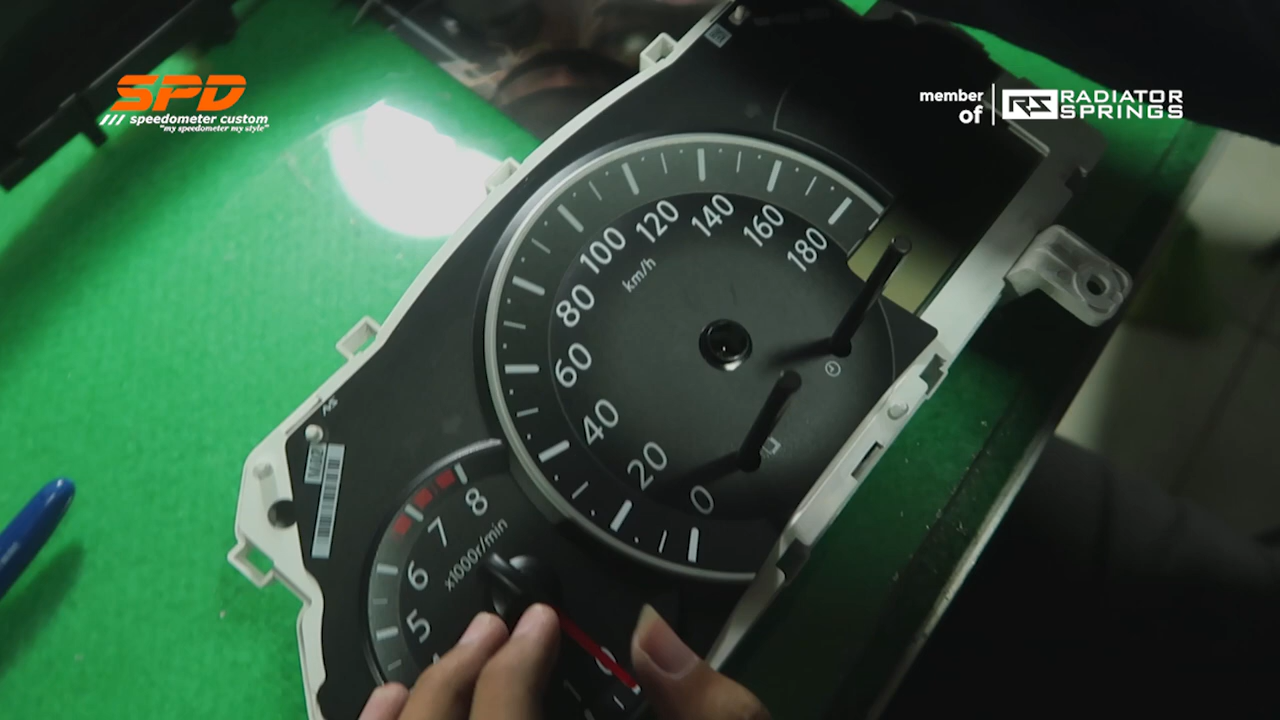 SPD
/// speedometer custom
"my speedometer my style"
member
of
RS
RADIATOR
SPRINGS
180
160
140
120
100
80
60
40
20
0
km/h
8
7
6
5
x1000r/min
0